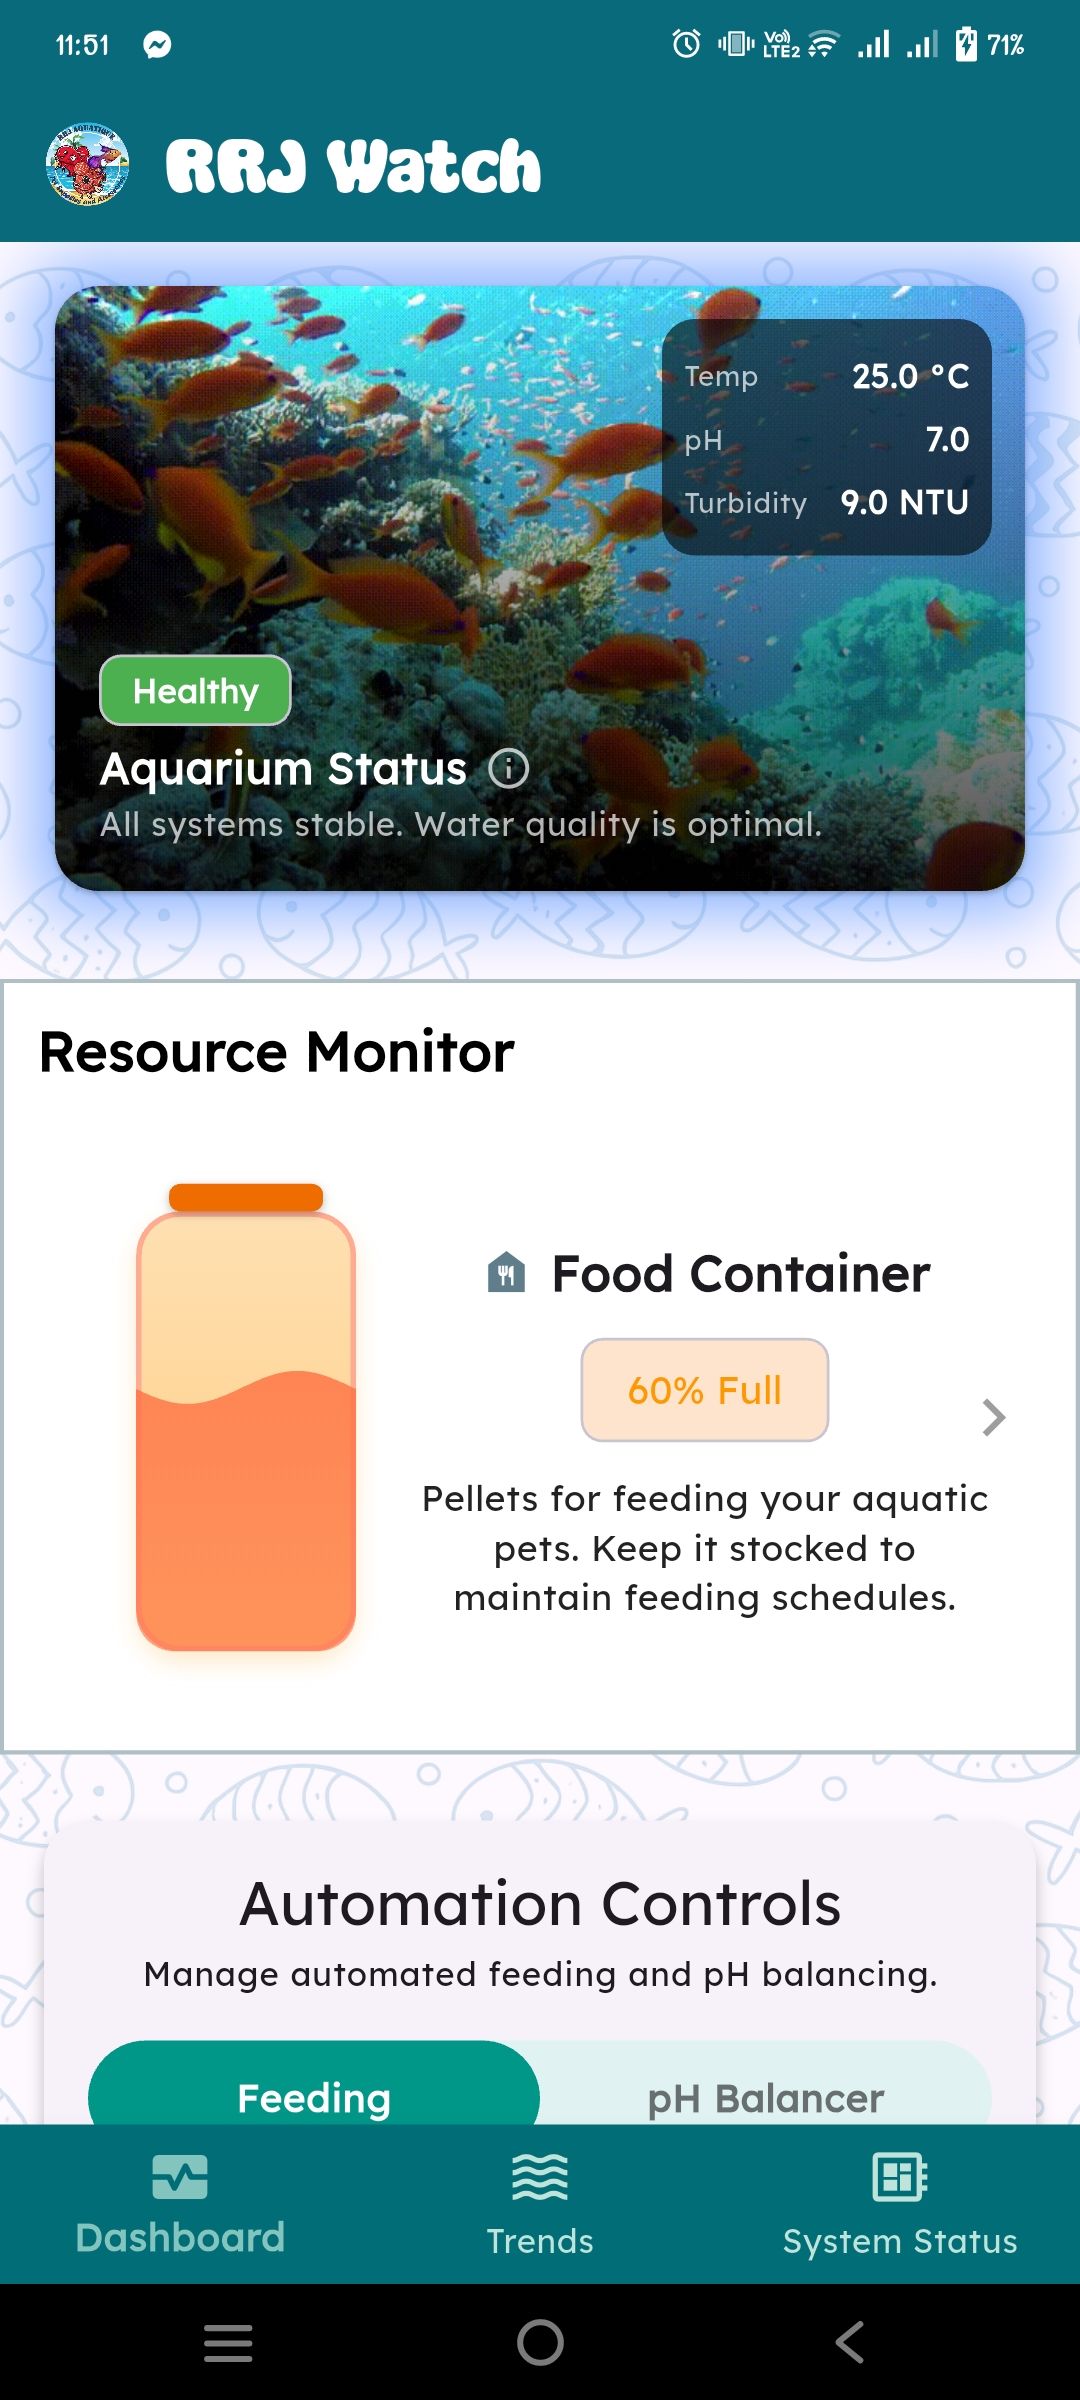 11:51
Vo))
LTE2
71%
RRJ AQUATIQUE
RRJ Watch
Temp 25.0 °C
pH 7.0
Turbidity 9.0 NTU
Healthy
Aquarium Status
All systems stable. Water quality is optimal.
Resource Monitor
Food Container
60% Full
Pellets for feeding your aquatic
pets. Keep it stocked to
maintain feeding schedules.
Automation Controls
Manage automated feeding and pH balancing.
Feeding pH Balancer
Dashboard Trends System Status